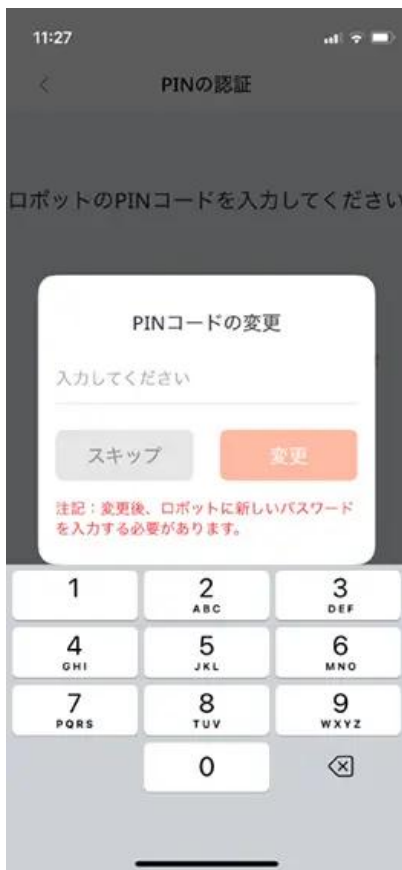 11:27
PINの認証
ロボットのPINコードを入力してください
PINコードの変更
入力してください
スキップ 変更
注記：変更後、ロボットに新しいパスワード
を入力する必要があります。
1 2 3
ABC DEF
4 5 6
GHI JKL MNO
7 8 9
PQRS TUV WXYZ
0